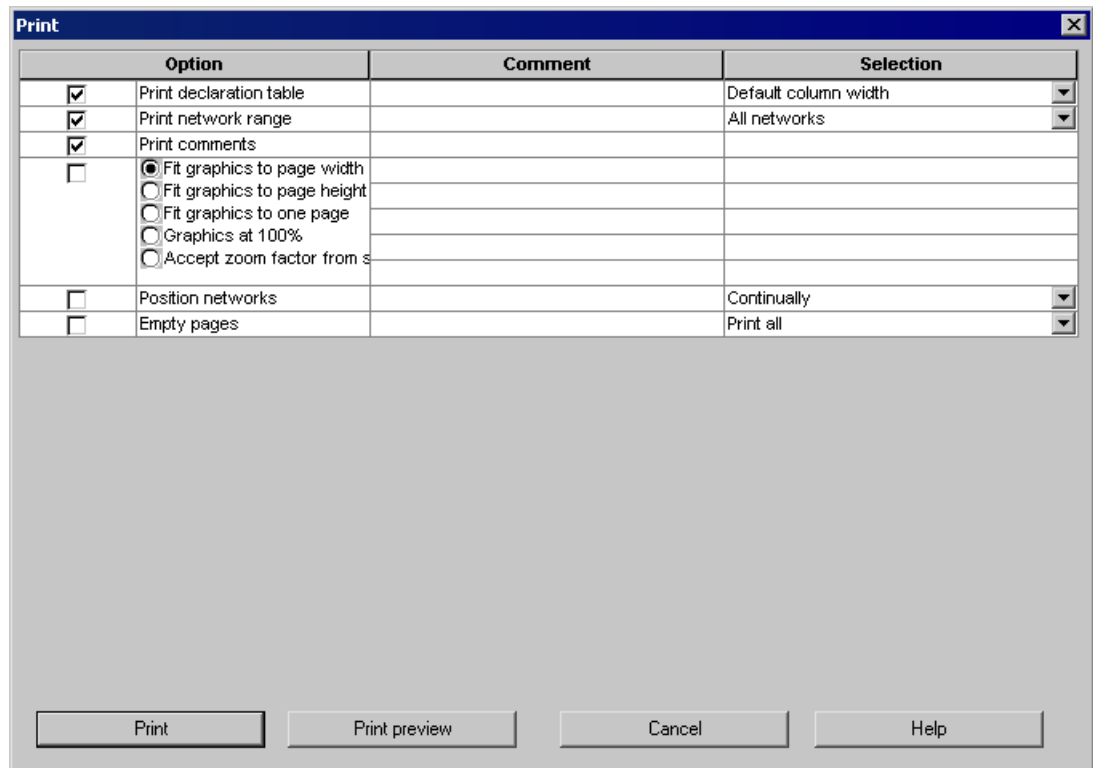 Print
Option Comment Selection
Print declaration table Default column width
Print network range All networks
Print comments
Fit graphics to page width
Fit graphics to page height
Fit graphics to one page
Graphics at 100%
Accept zoom factor from s
Position networks Continually
Empty pages Print all
Print Print preview Cancel Help